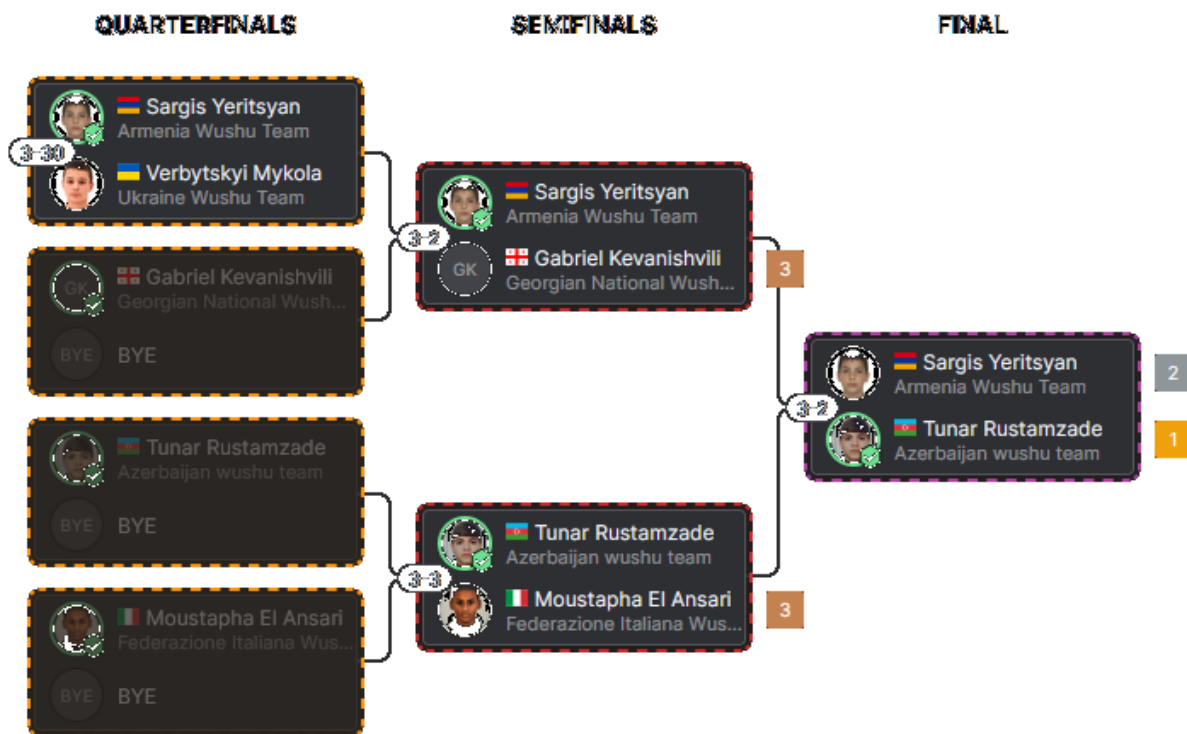 QUARTERFINALS
SEMIFINALS
FINAL
Sargis Yeritsyan
Armenia Wushu Team
3-30
Verbytskyi Mykola
Ukraine Wushu Team
GK
Gabriel Kevanishvili
Georgian National Wush...
BYE
BYE
Tunar Rustamzade
Azerbaijan wushu team
BYE
BYE
Moustapha El Ansari
Federazione Italiana Wus...
BYE
BYE
Sargis Yeritsyan
Armenia Wushu Team
3-2
GK
Gabriel Kevanishvili
Georgian National Wush...
3
Tunar Rustamzade
Azerbaijan wushu team
3-3
Moustapha El Ansari
Federazione Italiana Wus...
3
Sargis Yeritsyan
Armenia Wushu Team
2
3-2
Tunar Rustamzade
Azerbaijan wushu team
1